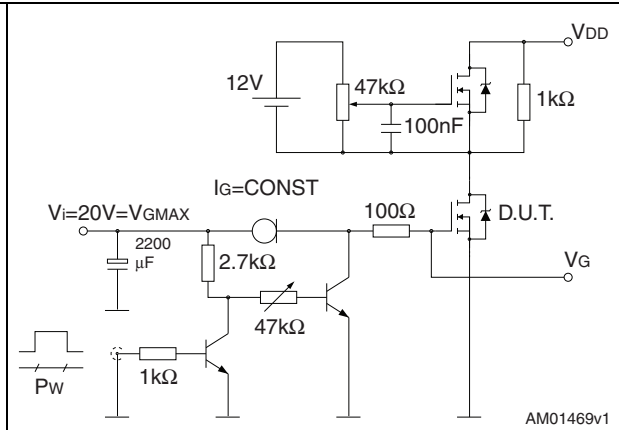 VDD
12V
47kΩ
1kΩ
100nF
IG=CONST
Vi=20V=VGMAX
100Ω
D.U.T.
2200
μF
2.7kΩ
VG
47kΩ
1kΩ
PW
AM01469v1